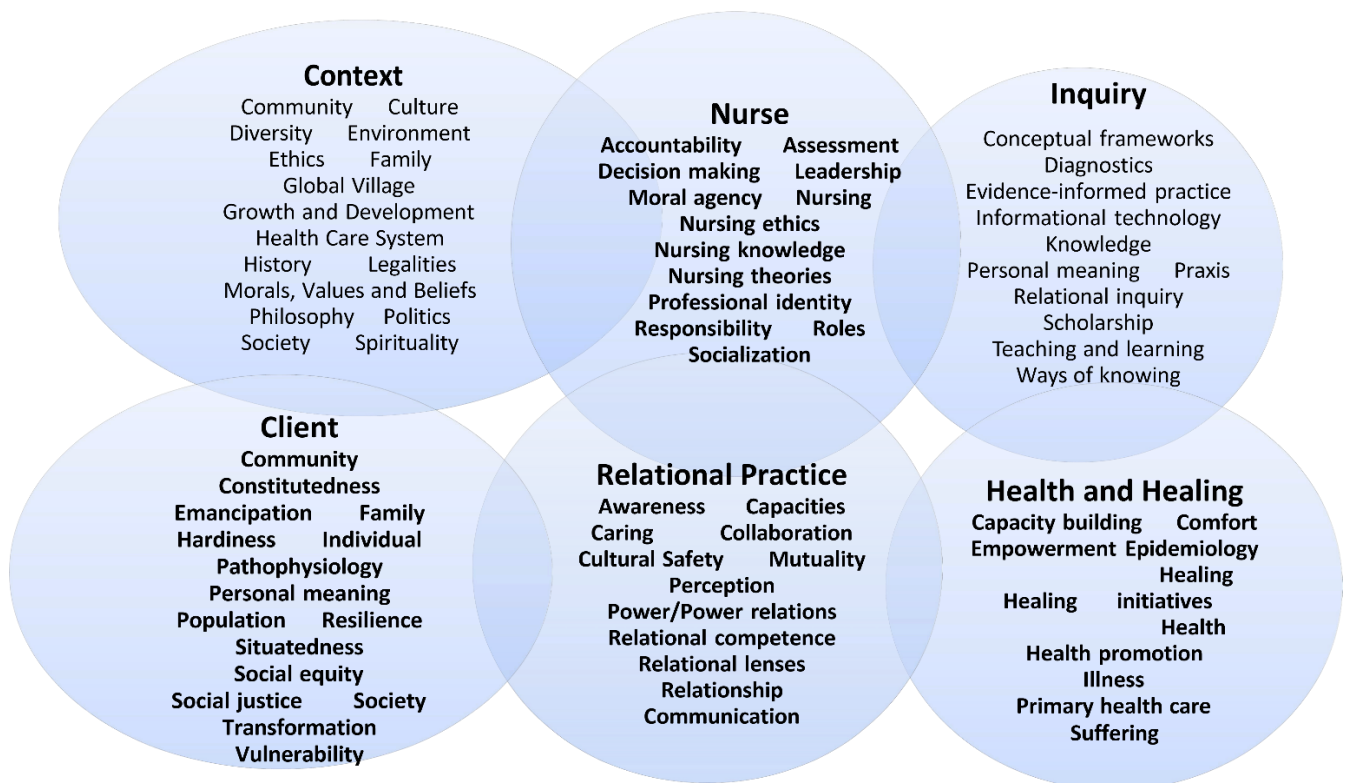 Context
Community Culture
Diversity Environment
Ethics Family
Global Village
Growth and Development
Health Care System
History Legalities
Morals, Values and Beliefs
Philosophy Politics
Society Spirituality
Nurse
Accountability Assessment
Decision making Leadership
Moral agency Nursing
Nursing ethics
Nursing knowledge
Nursing theories
Professional identity
Responsibility Roles
Socialization
Inquiry
Conceptual frameworks
Diagnostics
Evidence-informed practice
Informational technology
Knowledge
Personal meaning Praxis
Relational inquiry
Scholarship
Teaching and learning
Ways of knowing
Client
Community
Constitutedness
Emancipation Family
Hardiness Individual
Pathophysiology
Personal meaning
Population Resilience
Situatedness
Social equity
Social justice Society
Transformation
Vulnerability
Relational Practice
Awareness Capacities
Caring Collaboration
Cultural Safety Mutuality
Perception
Power/Power relations
Relational competence
Relational lenses
Relationship
Communication
Health and Healing
Capacity building Comfort
Empowerment Epidemiology
Healing
Healing initiatives
Health
Health promotion
Illness
Primary health care
Suffering